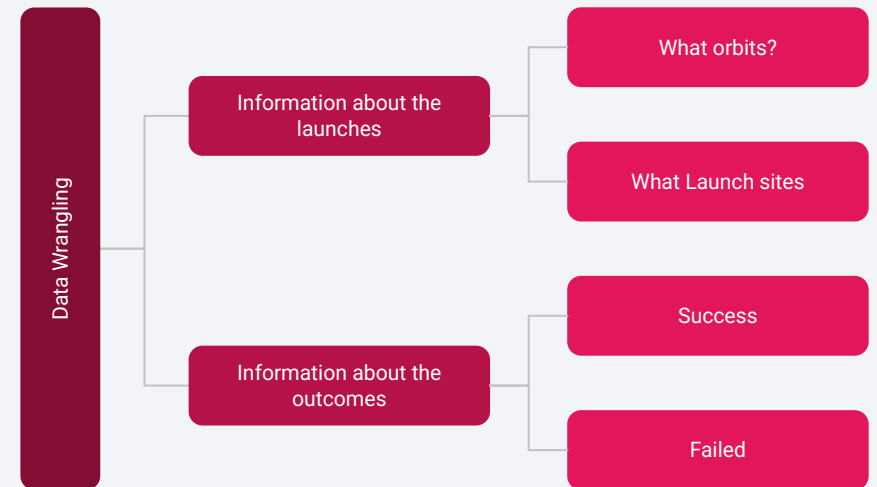 Data Wrangling
Information about the
launches
What orbits?
What Launch sites
Information about the
outcomes
Success
Failed